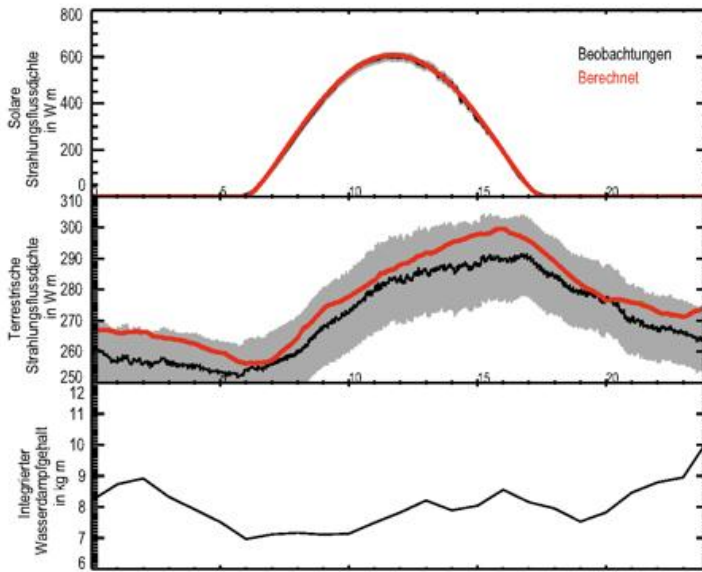 800
600
400
200
0
Solare
Strahlungsflussdichte
in W m
Beobachtungen
Berechnet
5
10
15
20
310
300
290
280
270
260
250
Terrestrische
Strahlungsflussdichte
in W m
5
10
15
20
12
11
10
9
8
7
6
Integrierter
Wasserdampfgehalt
in kg m